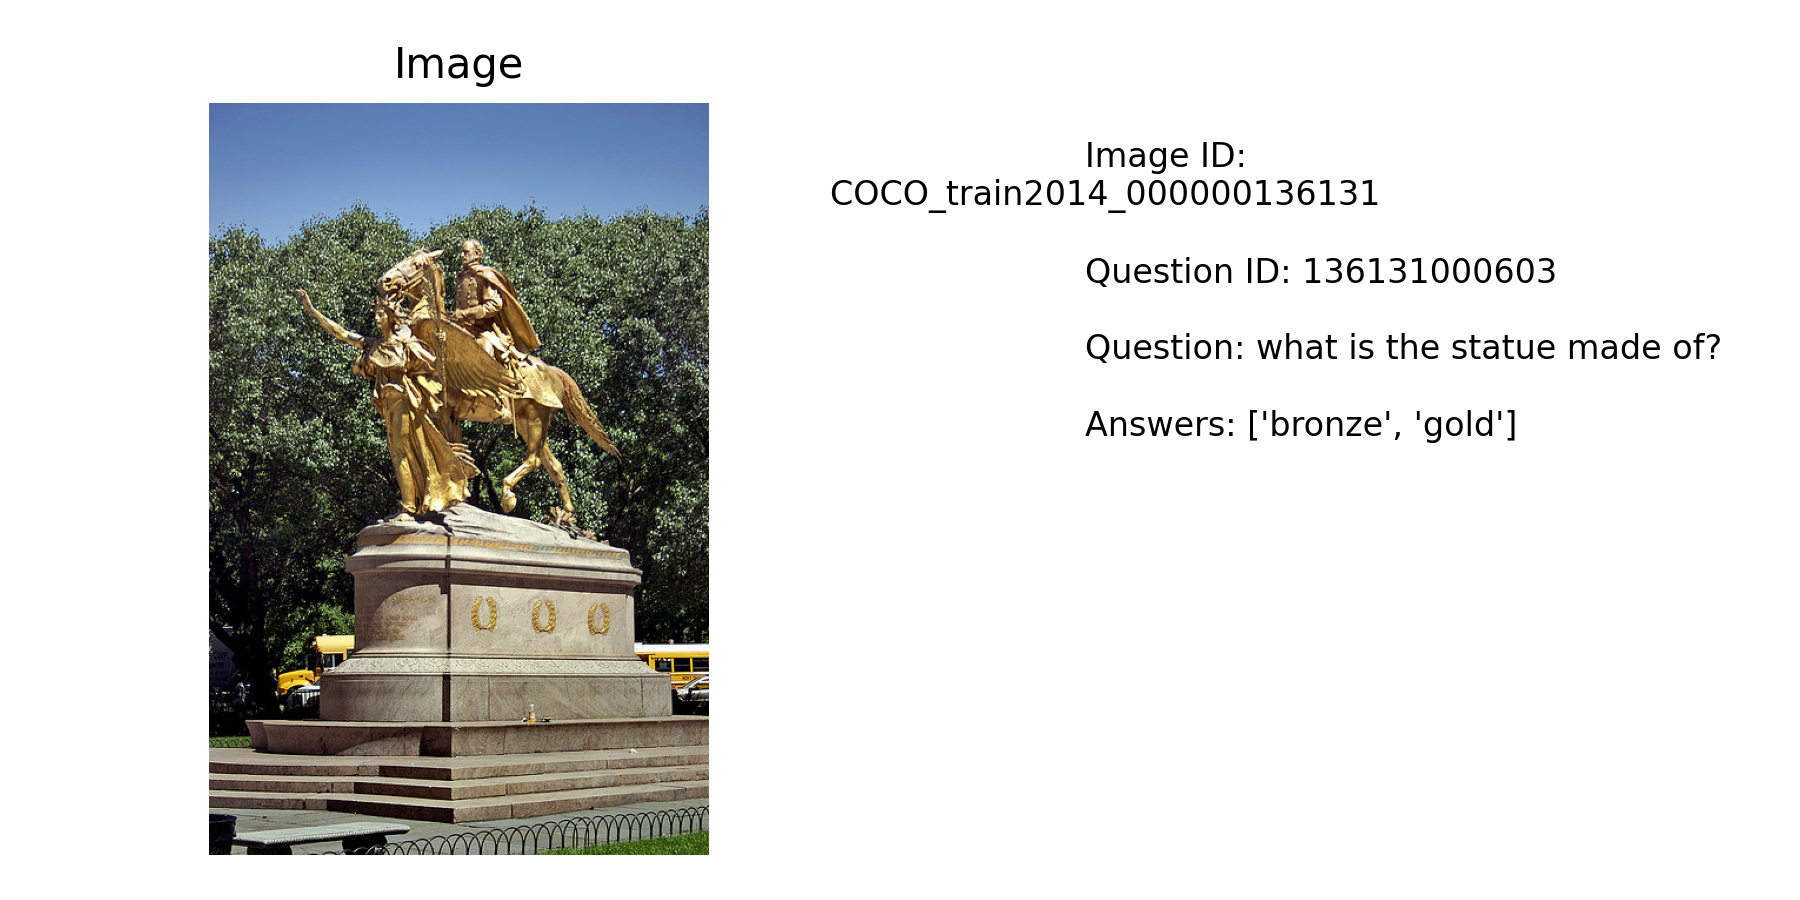 Image
Image ID:
COCO_train2014_000000136131
Question ID: 136131000603
Question: what is the statue made of?
Answers: ['bronze', 'gold']